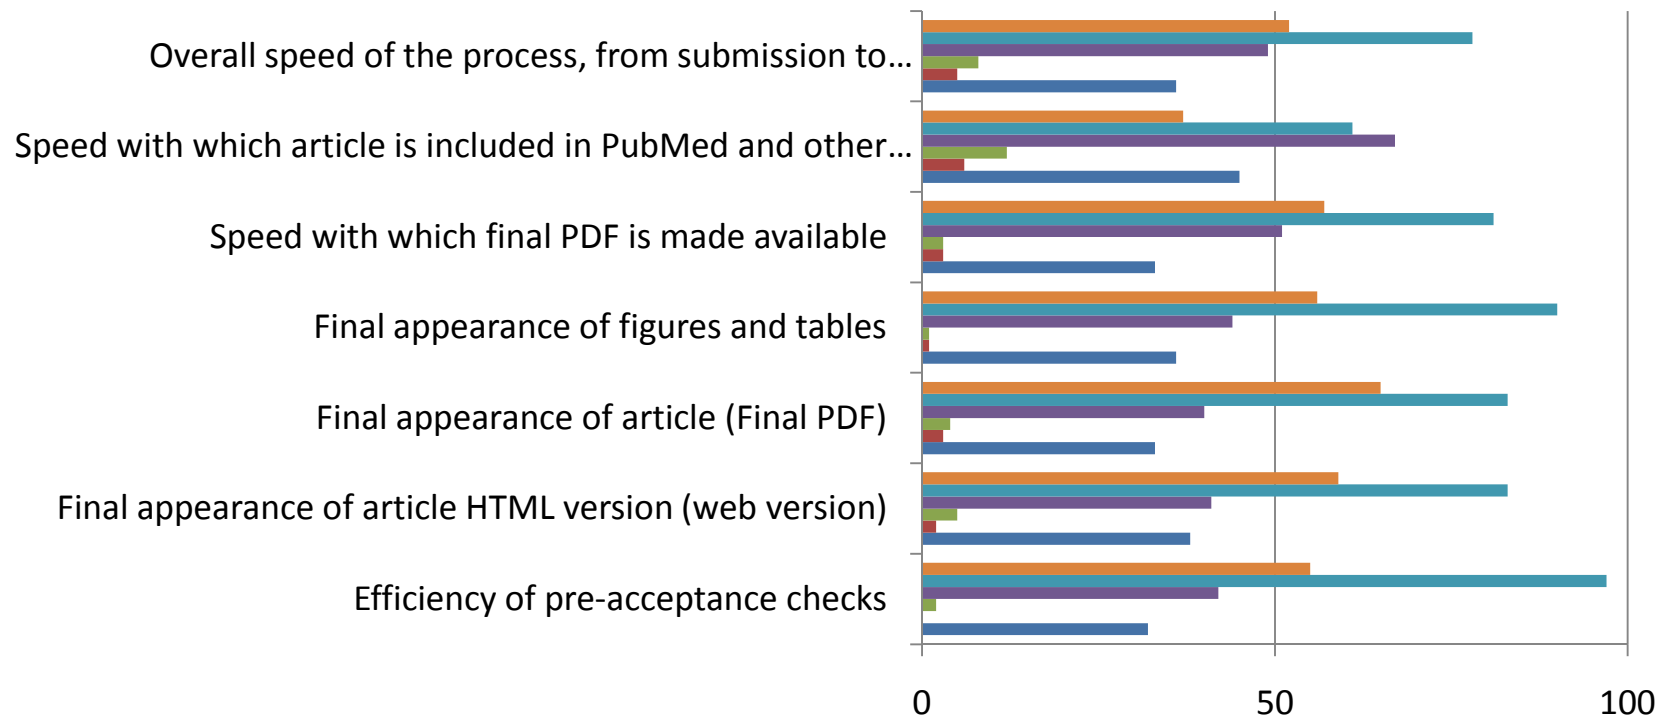 Overall speed of the process, from submission to...
Speed with which article is included in PubMed and other...
Speed with which final PDF is made available
Final appearance of figures and tables
Final appearance of article (Final PDF)
Final appearance of article HTML version (web version)
Efficiency of pre-acceptance checks
0 50 100